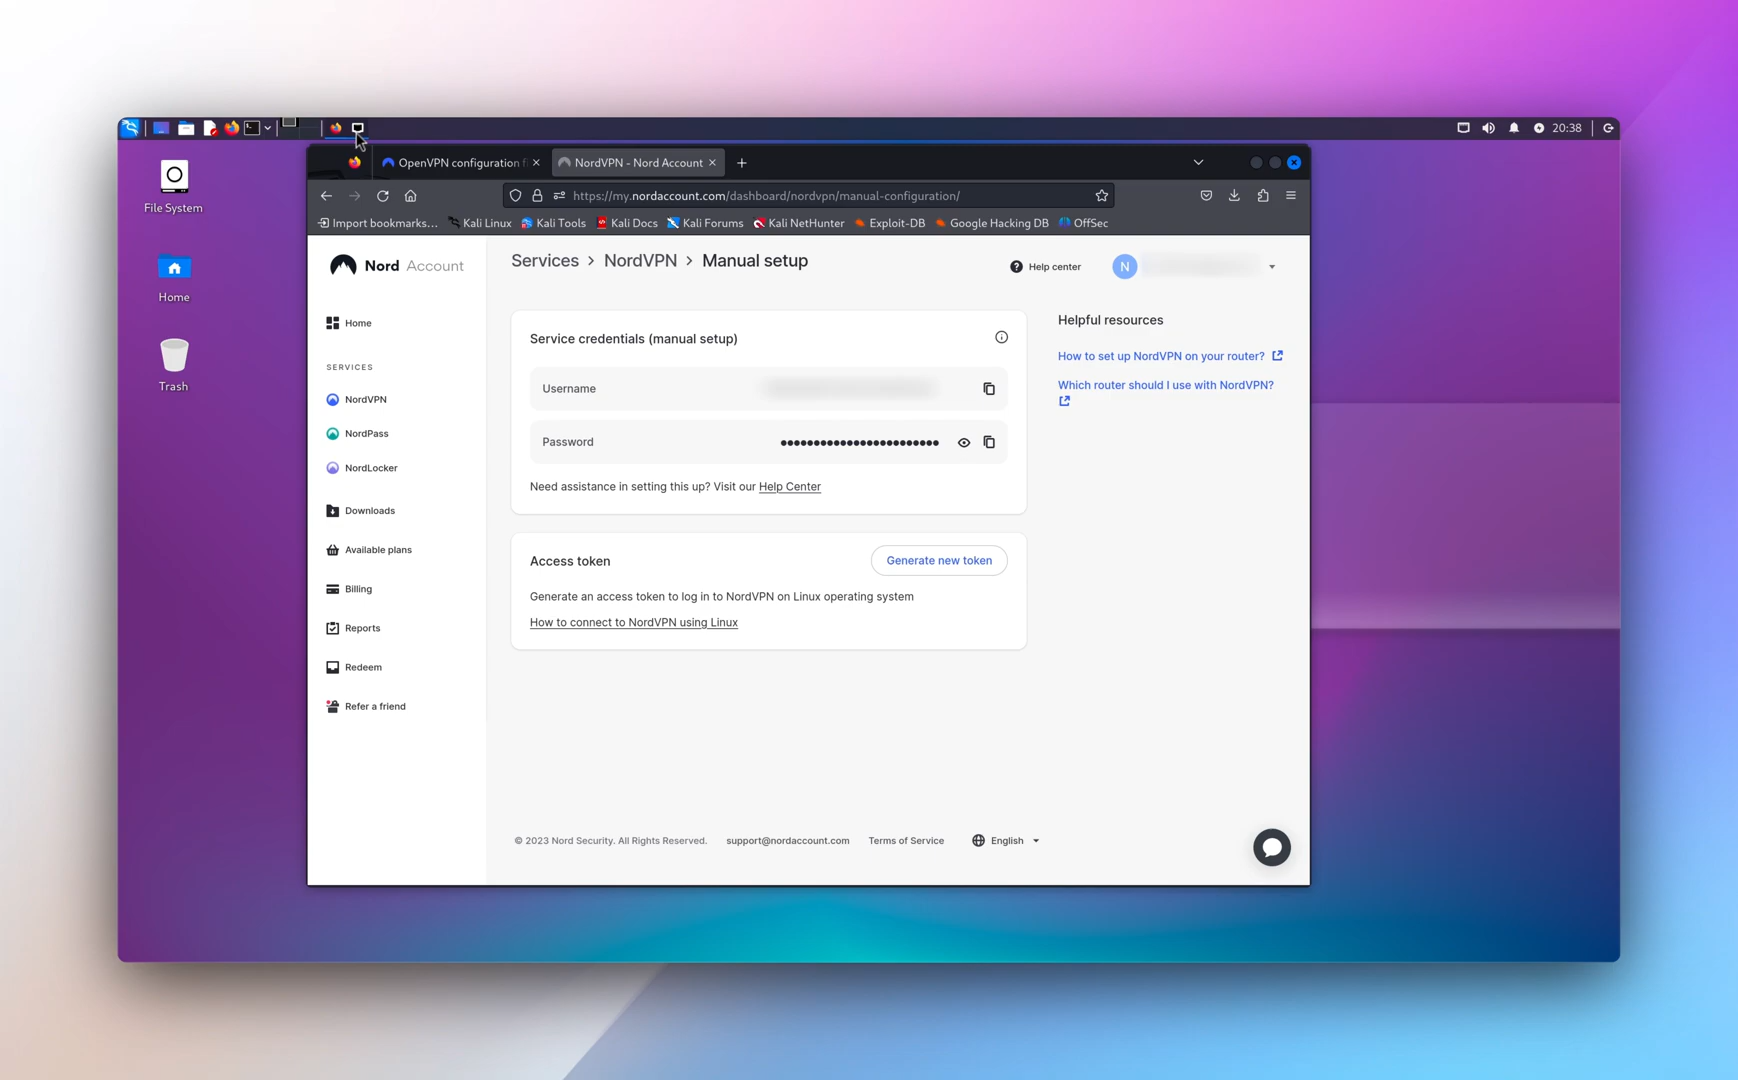 20:38
File System
Home
Trash
OpenVPN configuration f
NordVPN - Nord Account
https://my.nordaccount.com/dashboard/nordvpn/manual-configuration/
Import bookmarks... Kali Linux Kali Tools Kali Docs Kali Forums Kali NetHunter Exploit-DB Google Hacking DB OffSec
Nord Account
Services > NordVPN > Manual setup
Help center
N
Home
SERVICES
NordVPN
NordPass
NordLocker
Downloads
Available plans
Billing
Reports
Redeem
Refer a friend
Service credentials (manual setup)
Username
Password
Need assistance in setting this up? Visit our Help Center
Access token
Generate new token
Generate an access token to log in to NordVPN on Linux operating system
How to connect to NordVPN using Linux
Helpful resources
How to set up NordVPN on your router?
Which router should I use with NordVPN?
© 2023 Nord Security. All Rights Reserved. support@nordaccount.com Terms of Service English